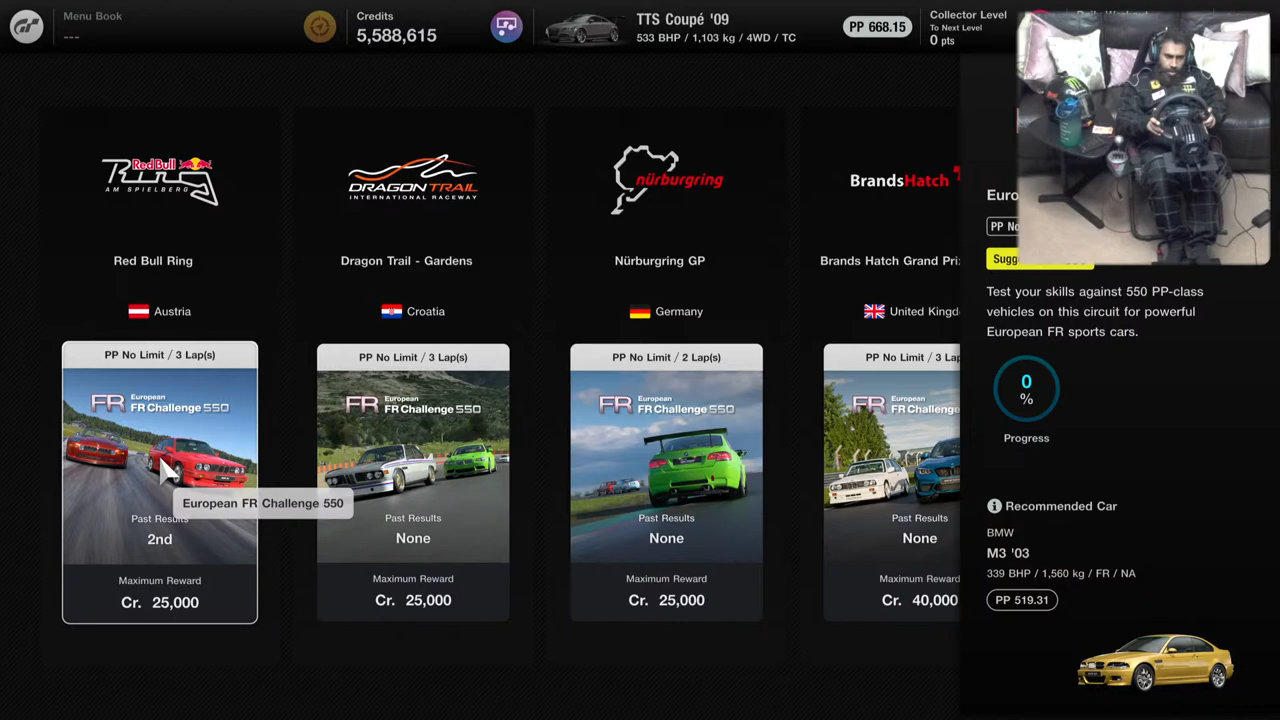 Menu Book
---
Credits
5,588,615
TTS Coupé '09
533 BHP / 1,103 kg / 4WD / TC
PP 668.15
Collector Level
To Next Level
0 pts
Red Bull
Ring
AM SPIELBERG
DRAGON TRAIL
INTERNATIONAL RACEWAY
nürburgring
BrandsHatch
Red Bull Ring
Dragon Trail - Gardens
Nürburgring GP
Brands Hatch Grand Prix
Austria
Croatia
Germany
United Kingd
PP No Limit / 3 Lap(s)
PP No Limit / 3 Lap(s)
PP No Limit / 2 Lap(s)
PP No Limit / 3 Lap
FR European
FR Challenge 550
FR European
FR Challenge 550
FR European
FR Challenge 550
FR European
FR Challenge 550
European FR Challenge 550
Past Results
2nd
Past Results
None
Past Results
None
Past Results
None
Maximum Reward
Cr. 25,000
Maximum Reward
Cr. 25,000
Maximum Reward
Cr. 25,000
Maximum Reward
Cr. 40,000
Euro
PP No
Sugg
Test your skills against 550 PP-class
vehicles on this circuit for powerful
European FR sports cars.
0
%
Progress
Recommended Car
BMW
M3 '03
339 BHP / 1,560 kg / FR / NA
PP 519.31